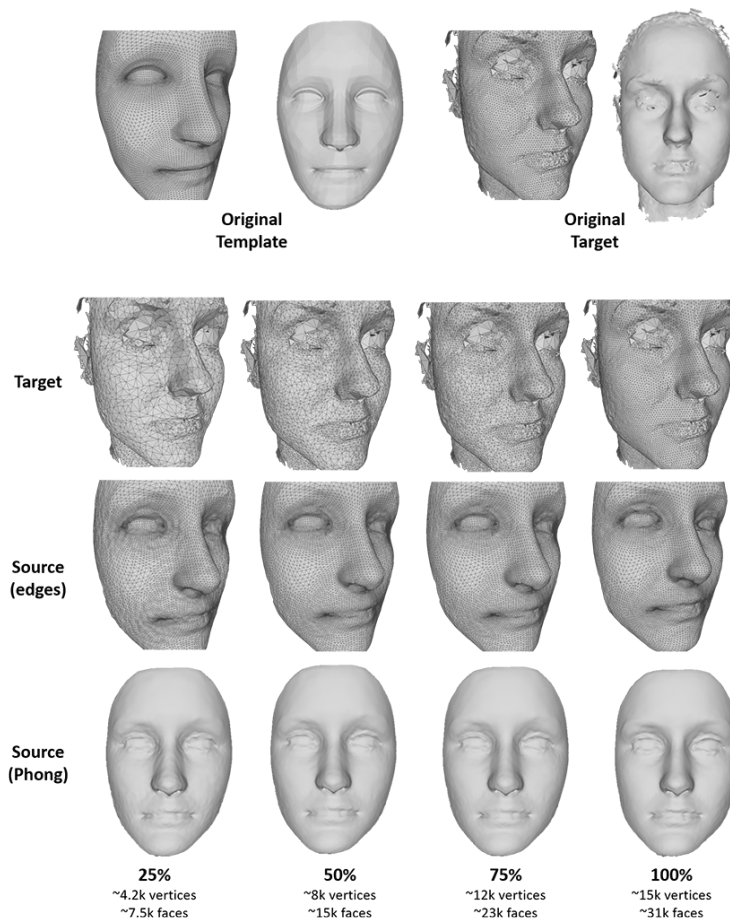 Original
Template
Original
Target
Target
Source
(edges)
Source
(Phong)
25%
~4.2k vertices
~7.5k faces
50%
~8k vertices
~15k faces
75%
~12k vertices
~23k faces
100%
~15k vertices
~31k faces